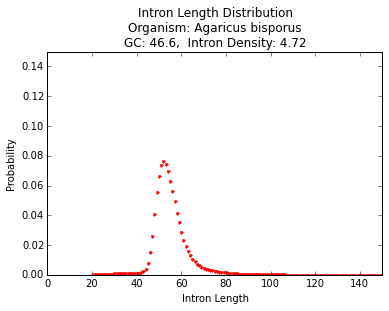 Intron Length Distribution
Organism: Agaricus bisporus
GC: 46.6,  Intron Density: 4.72
0.14
0.12
0.10
0.08
0.06
0.04
0.02
0.00
Probability
0 20 40 60 80 100 120 140
Intron Length